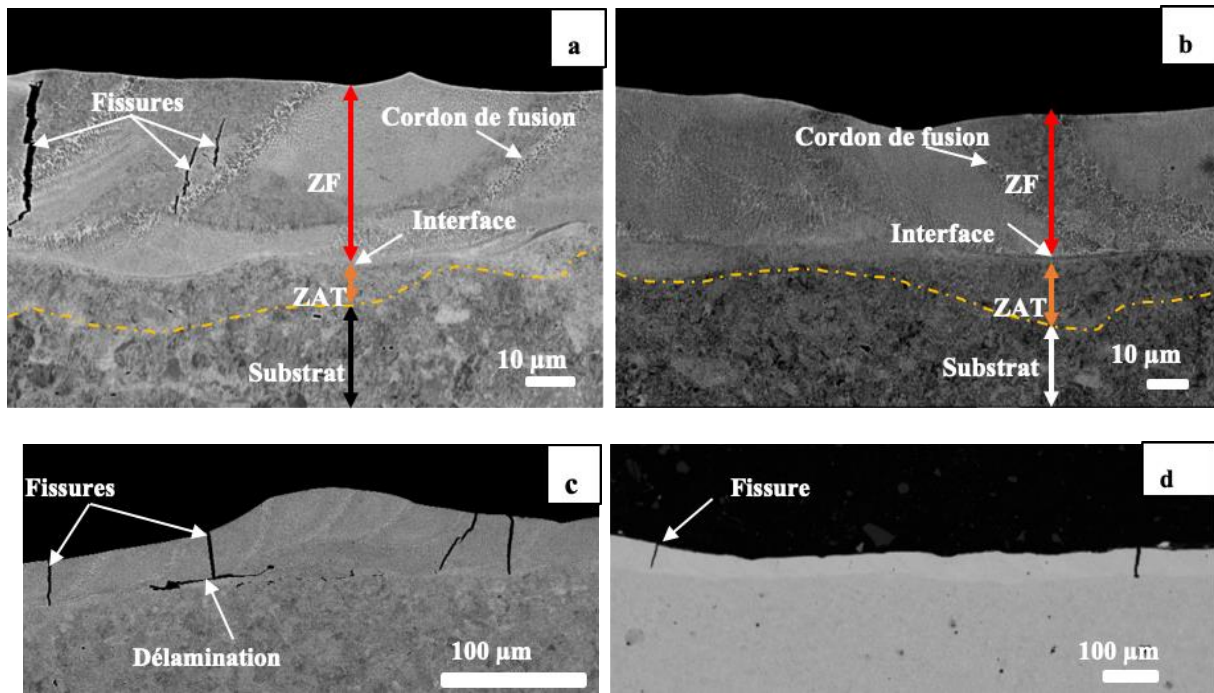 a
Fissures
Cordon de fusion
ZF
Interface
ZAT
Substrat
10 µm
b
Cordon de fusion
ZF
Interface
ZAT
Substrat
10 µm
c
Fissures
Délamination
100 µm
d
Fissure
100 µm